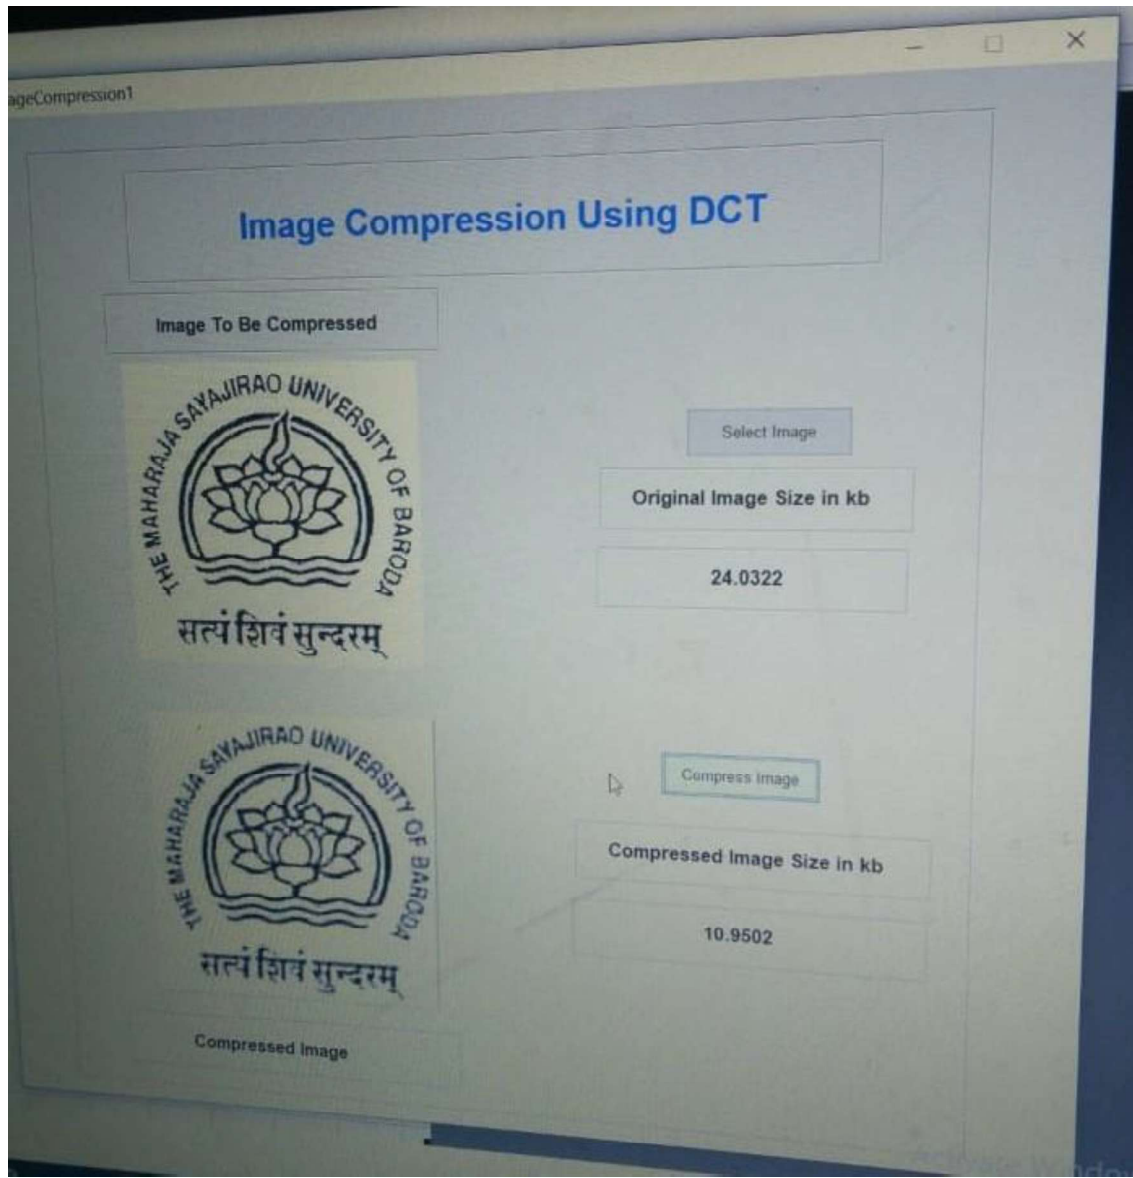 ageCompression1
Image Compression Using DCT
Image To Be Compressed
THE MAHARAJA SAYAJIRAO UNIVERSITY OF BARODA
सत्यं शिवं सुन्दरम्
Select Image
Original Image Size in kb
24.0322
THE MAHARAJA SAYAJIRAO UNIVERSITY OF BARODA
सत्यं शिवं सुन्दरम्
Compress Image
Compressed Image Size in kb
10.9502
Compressed Image
Activate Window